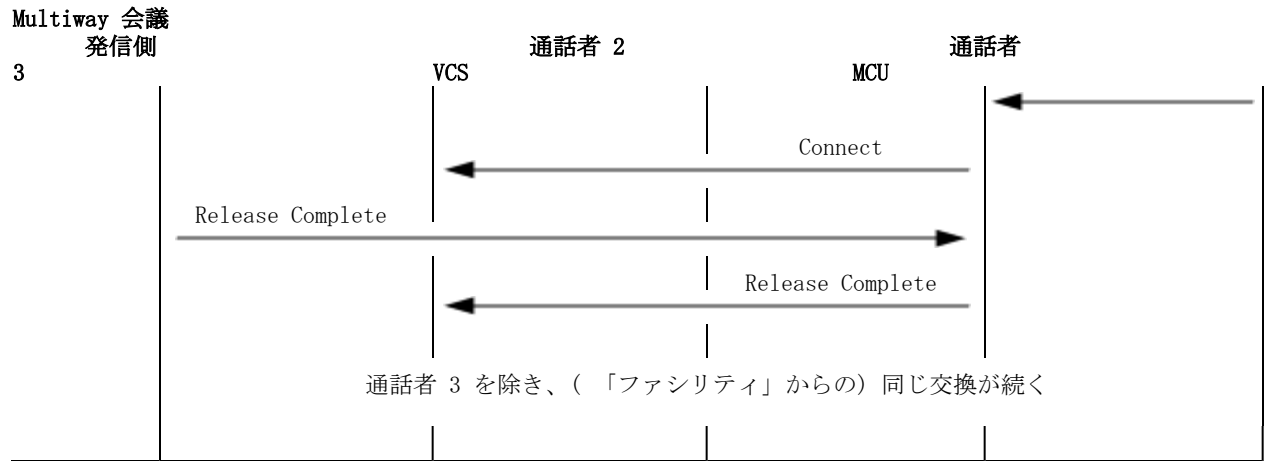 Multiway 会議
発信側 通話者 2 通話者
3 VCS MCU
Connect
Release Complete
Release Complete
通話者 3 を除き、( 「ファシリティ」からの) 同じ交換が続く